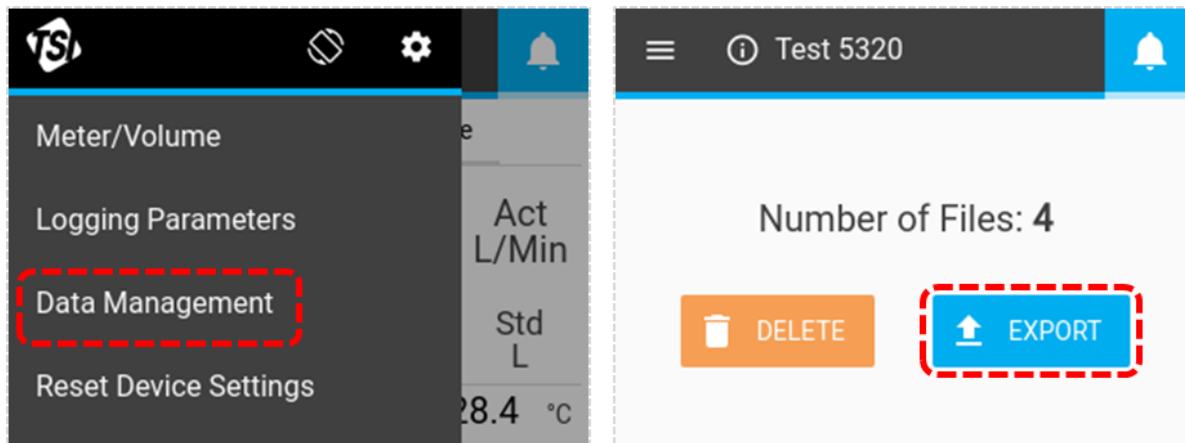 TSI
Meter/Volume
Logging Parameters
Data Management
Reset Device Settings
e
Act
L/Min
Std
L
28.4 °C
Test 5320
Number of Files: 4
DELETE
EXPORT